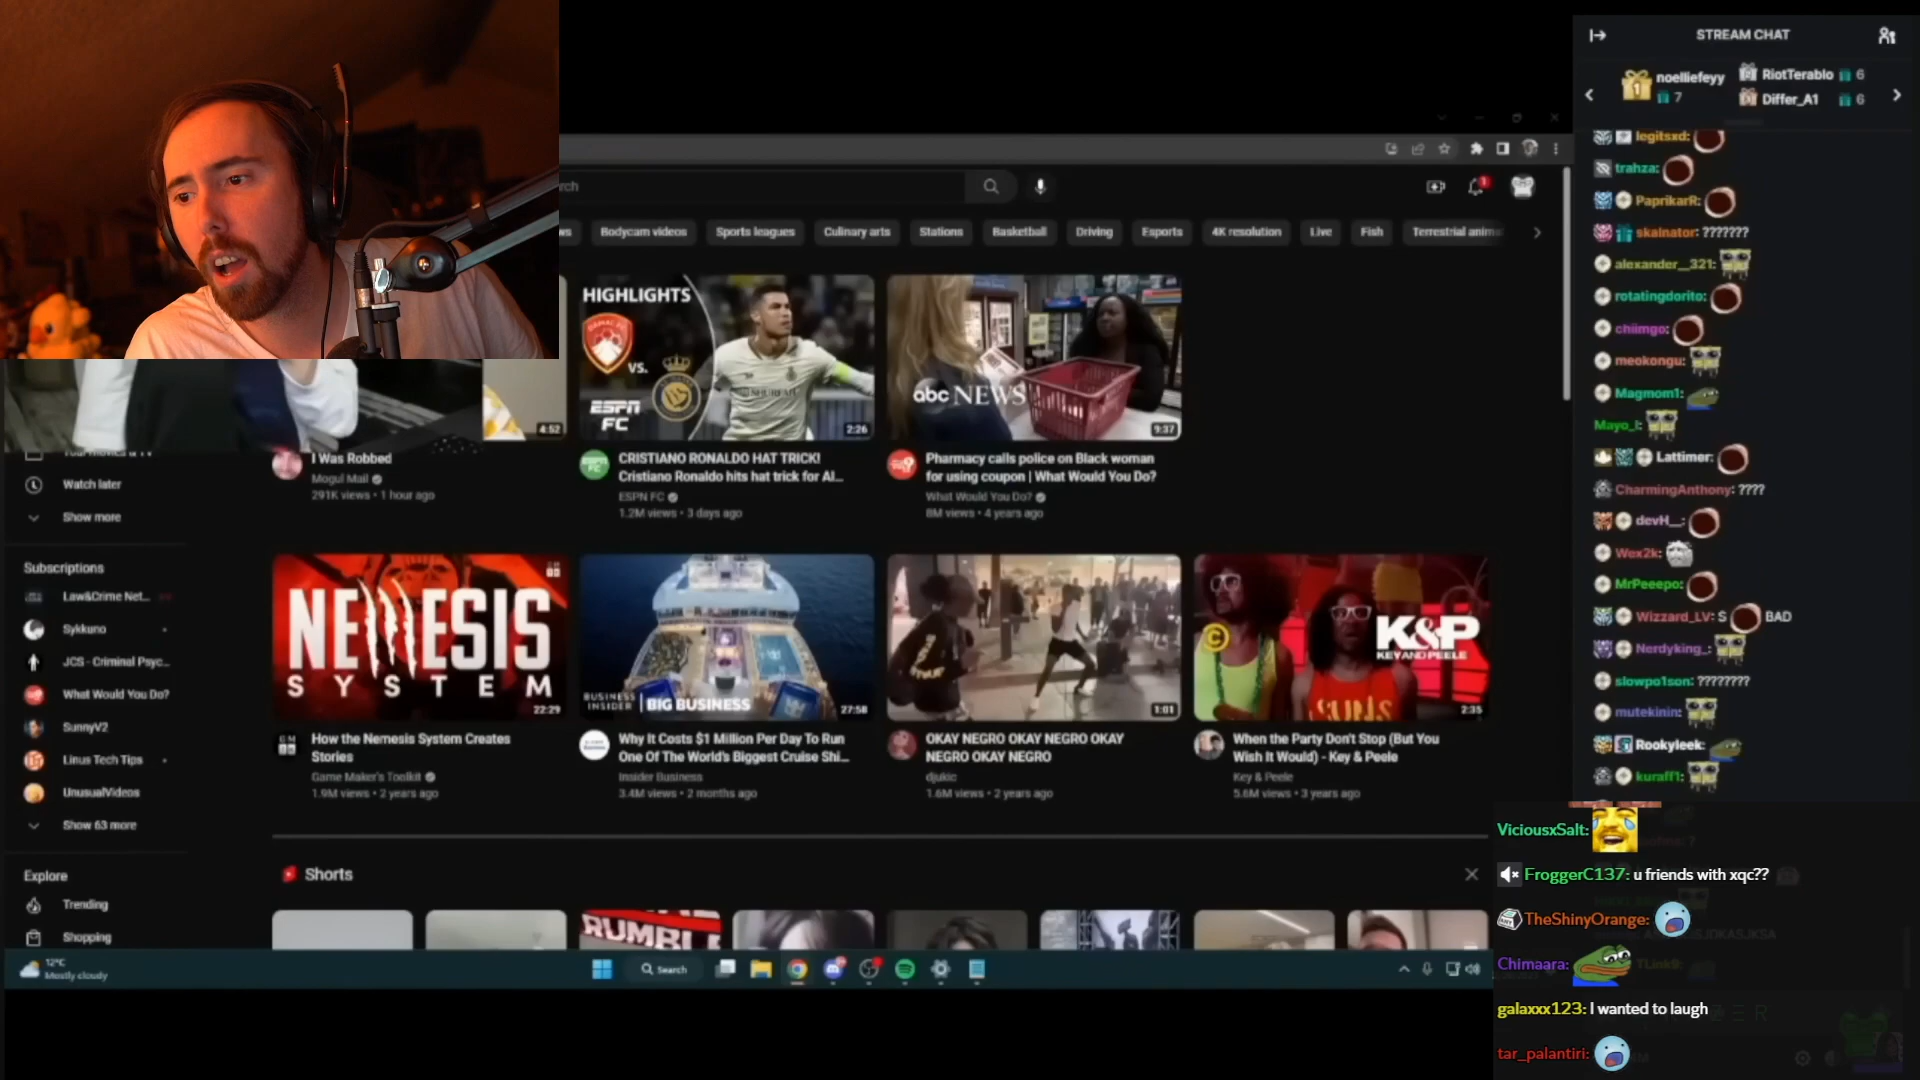 STREAM CHAT
noelliefeyy
7
RiotTerablo 6
Differ_A1 6
rch
1
ws
Bodycam videos
Sports leagues
Culinary arts
Stations
Basketball
Driving
Esports
4K resolution
Live
Fish
Terrestrial anima
HIGHLIGHTS
DAMAC FC
VS.
ESPN
FC
abc NEWS
4:52
2:26
9:37
I Was Robbed
Mogul Mail
291K views • 1 hour ago
CRISTIANO RONALDO HAT TRICK!
Cristiano Ronaldo hits hat trick for Al...
ESPN FC
1.2M views • 3 days ago
Pharmacy calls police on Black woman
for using coupon | What Would You Do?
What Would You Do?
8M views • 4 years ago
Watch later
Show more
Subscriptions
Law&Crime Net...
Sykkuno
JCS - Criminal Psyc...
What Would You Do?
SunnyV2
Linus Tech Tips
UnusualVideos
Show 63 more
Explore
Trending
Shopping
NEMESIS
SYSTEM
22:29
BUSINESS
INSIDER
BIG BUSINESS
27:58
1:01
K&P
KEY AND PEELE
2:35
How the Nemesis System Creates
Stories
Game Maker's Toolkit
1.9M views • 2 years ago
Why It Costs $1 Million Per Day To Run
One Of The World's Biggest Cruise Shi...
Insider Business
3.4M views • 2 months ago
OKAY NEGRO OKAY NEGRO OKAY
NEGRO OKAY NEGRO
djukic
1.6M views • 2 years ago
When the Party Don't Stop (But You
Wish It Would) - Key & Peele
Key & Peele
5.6M views • 3 years ago
Shorts
RUMBLE
12°C
Mostly cloudy
Search
legitsxd:
trahza:
PaprikarR:
skalnator: ???????
alexander__321:
rotatingdorito:
chiimgo:
meokongu:
Magmom1:
Mayo_l:
Lattimer:
CharmingAnthony: ????
devH__:
Wex2k:
MrPeeepo:
Wizzard_LV: S BAD
Nerdyking_:
slowpo1son: ????????
mutekinin:
Rookyleek:
kuraff1:
ViciousxSalt:
FroggerC137: u friends with xqc??
TheShinyOrange:
Chimaara:
galaxxx123: I wanted to laugh
tar_palantiri: